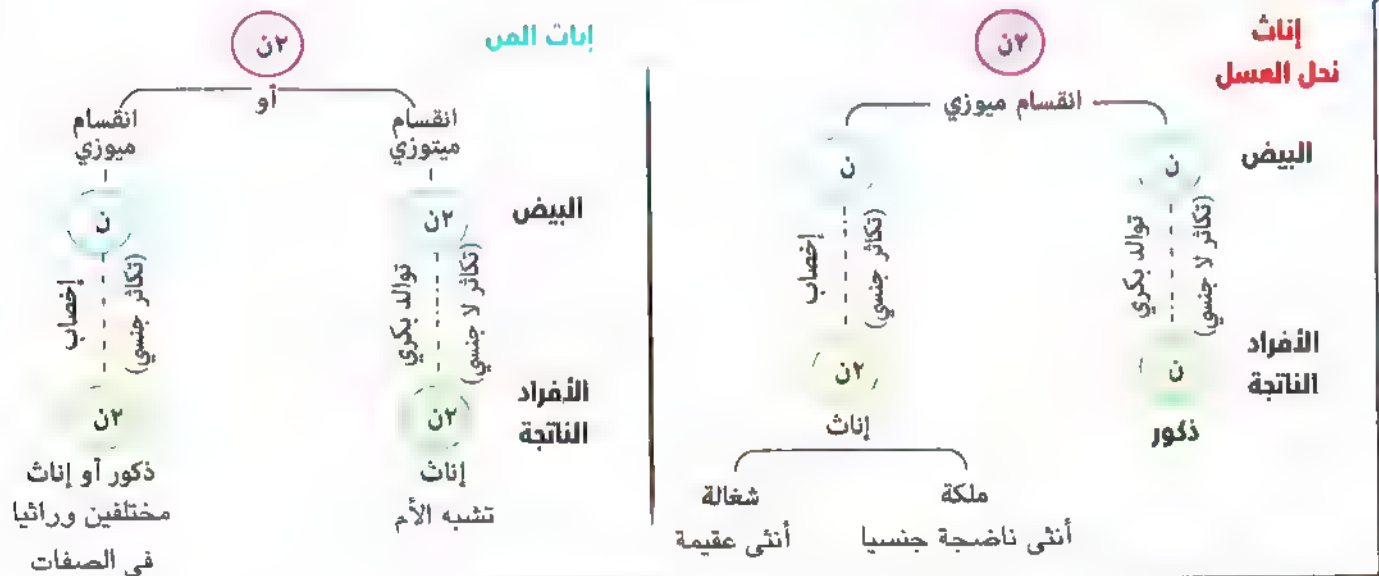 إناث
نحل العسل
٢ن
انقسام ميوزي
البيض
ن
ن
توالد بكري
(تكاثر لا جنسي)
إخصاب
(تكاثر جنسي)
الأفراد
الناتجة
ن
٢ن
ذكور
إناث
ملكة
شغالة
أنثى ناضجة جنسيا
أنثى عقيمة
إناث المن
٢ن
أو
انقسام
ميتوزي
انقسام
ميوزي
البيض
٢ن
ن
توالد بكري
(تكاثر لا جنسي)
إخصاب
(تكاثر جنسي)
الأفراد
الناتجة
٢ن
٢ن
إناث
تشبه الأم
ذكور أو إناث
مختلفين وراثيا
في الصفات